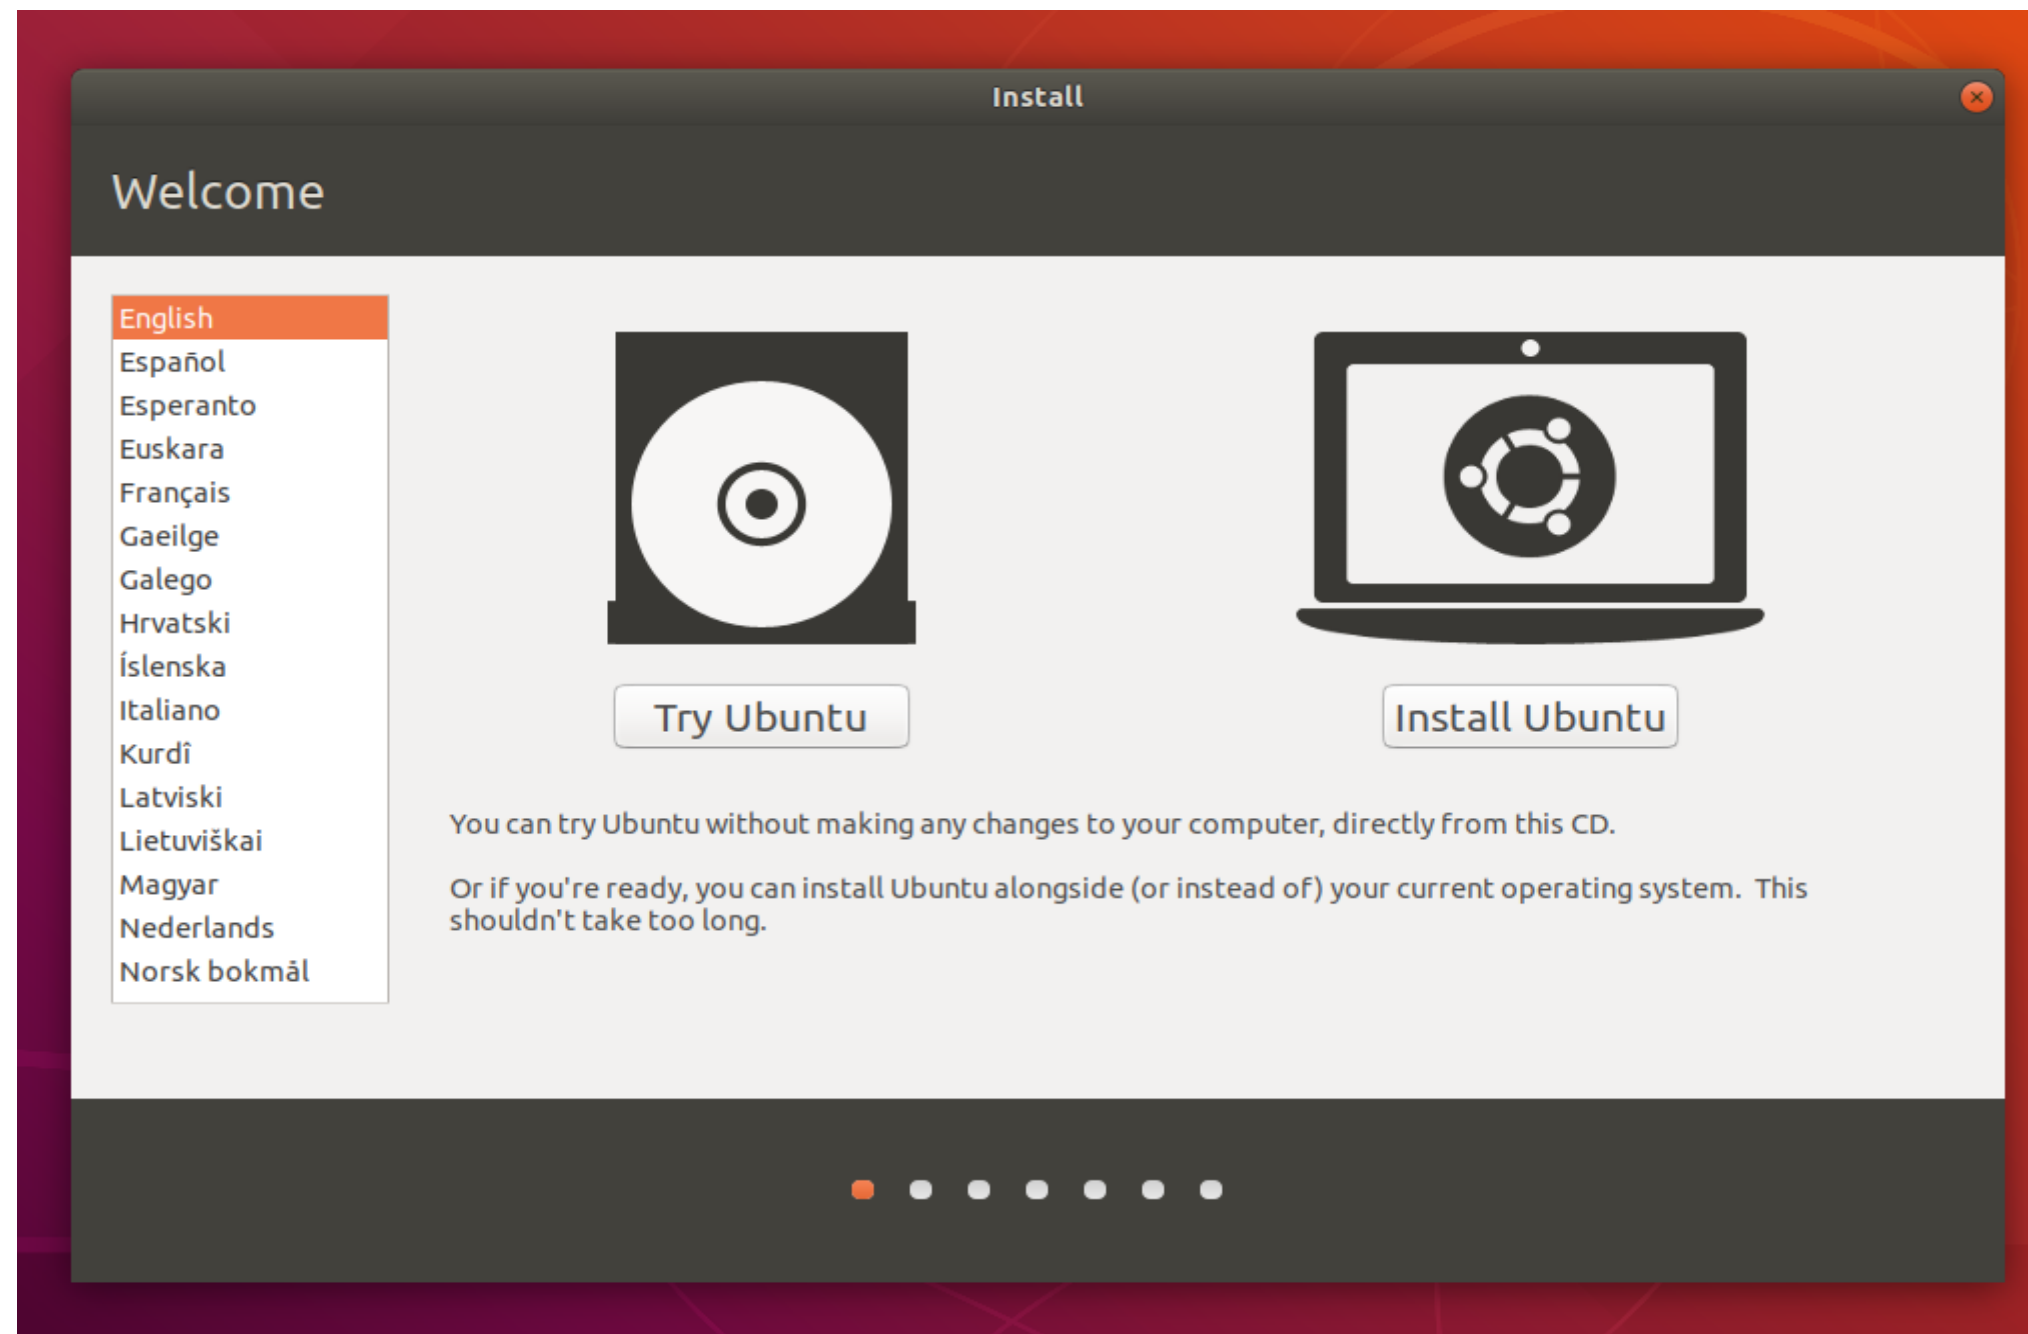 Install
Welcome
English
Español
Esperanto
Euskara
Français
Gaeilge
Galego
Hrvatski
Íslenska
Italiano
Kurdî
Latviski
Lietuviškai
Magyar
Nederlands
Norsk bokmål
Try Ubuntu
Install Ubuntu
You can try Ubuntu without making any changes to your computer, directly from this CD.
Or if you're ready, you can install Ubuntu alongside (or instead of) your current operating system.  This
shouldn't take too long.